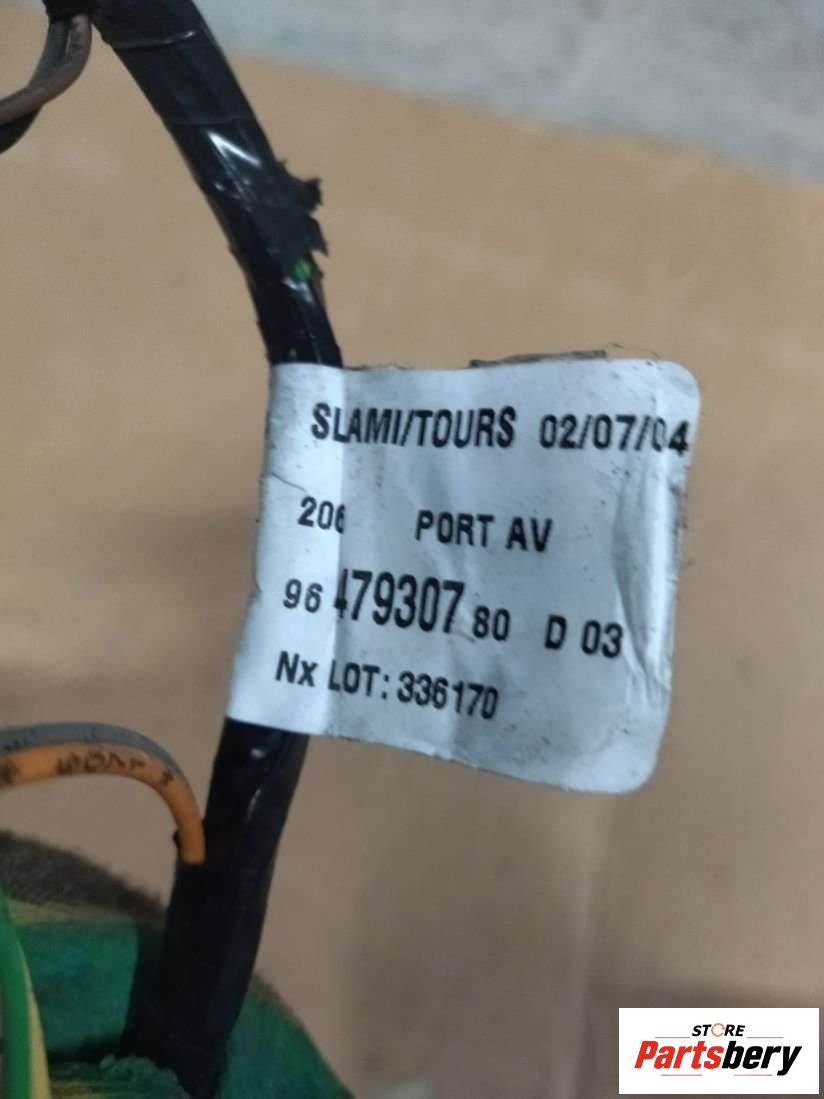 SLAMI/TOURS 02/07/04
206 PORT AV
96 479307 80 D 03
Nx LOT: 336170
STORE
Partsbery